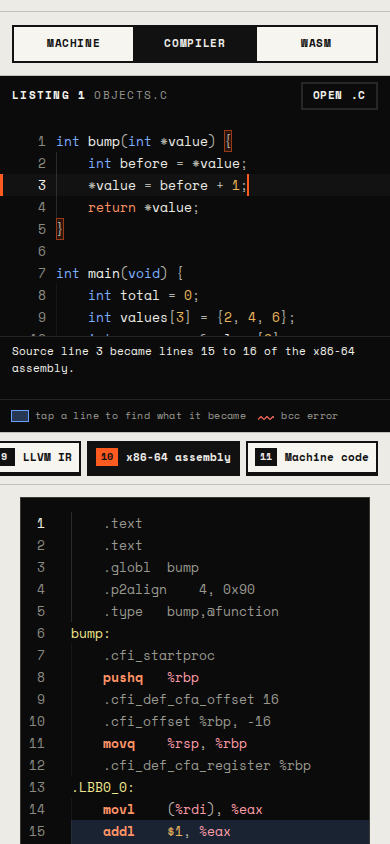 MACHINE COMPILER WASM
LISTING 1 OBJECTS.C OPEN .C
1 int bump(int *value) {
2 int before = *value;
3 *value = before + 1;
4 return *value;
5 }
6
7 int main(void) {
8 int total = 0;
9 int values[3] = {2, 4, 6};
Source line 3 became lines 15 to 16 of the x86-64
assembly.
tap a line to find what it became bcc error
9 LLVM IR 10 x86-64 assembly 11 Machine code
1 .text
2 .text
3 .globl bump
4 .p2align 4, 0x90
5 .type bump,@function
6 bump:
7 .cfi_startproc
8 pushq %rbp
9 .cfi_def_cfa_offset 16
10 .cfi_offset %rbp, -16
11 movq %rsp, %rbp
12 .cfi_def_cfa_register %rbp
13 .LBB0_0:
14 movl (%rdi), %eax
15 addl $1, %eax